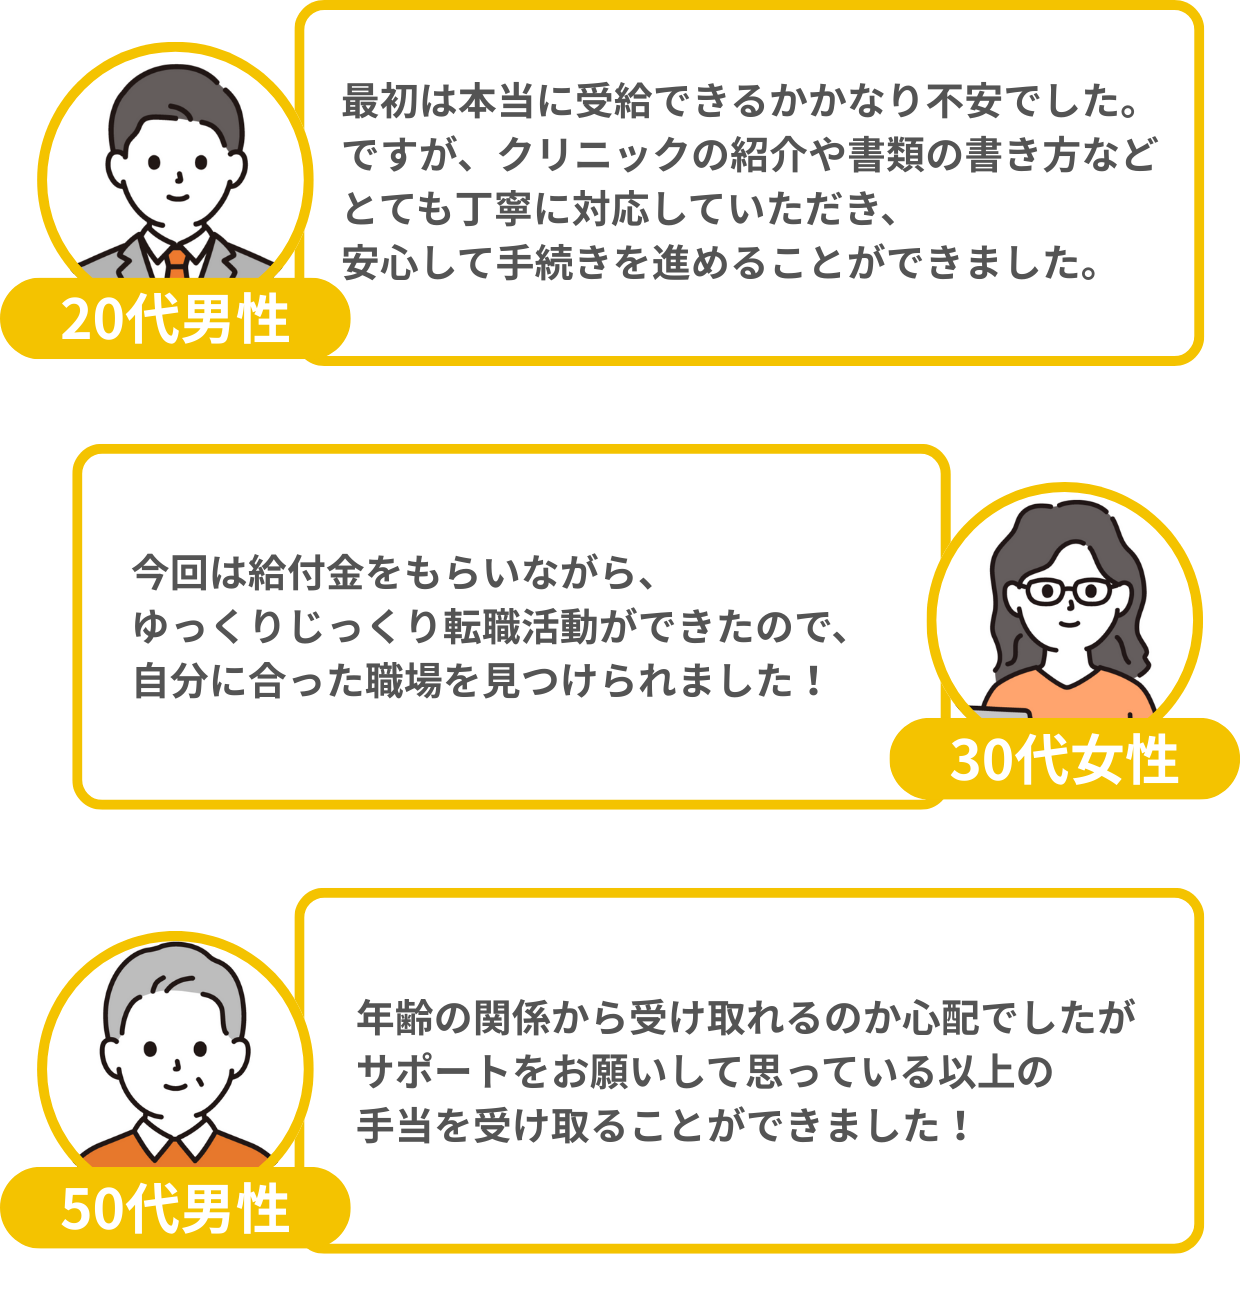 最初は本当に受給できるかかなり不安でした。
ですが、クリニックの紹介や書類の書き方など
とても丁寧に対応していただき、
安心して手続きを進めることができました。
20代男性
今回は給付金をもらいながら、
ゆっくりじっくり転職活動ができたので、
自分に合った職場を見つけられました！
30代女性
年齢の関係から受け取れるのか心配でしたが
サポートをお願いして思っている以上の
手当を受け取ることができました！
50代男性